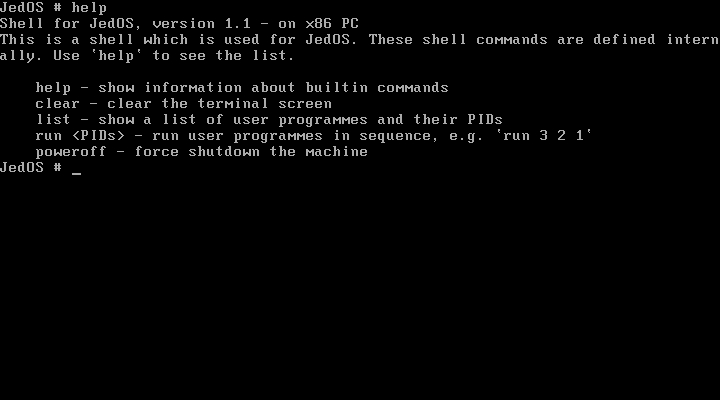 JedOS # help
Shell for JedOS, version 1.1 - on x86 PC
This is a shell which is used for JedOS. These shell commands are defined intern
ally. Use `help` to see the list.
help - show information about builtin commands
clear - clear the terminal screen
list - show a list of user programmes and their PIDs
run <PIDs> - run user programmes in sequence, e.g. `run 3 2 1`
poweroff - force shutdown the machine
JedOS # _